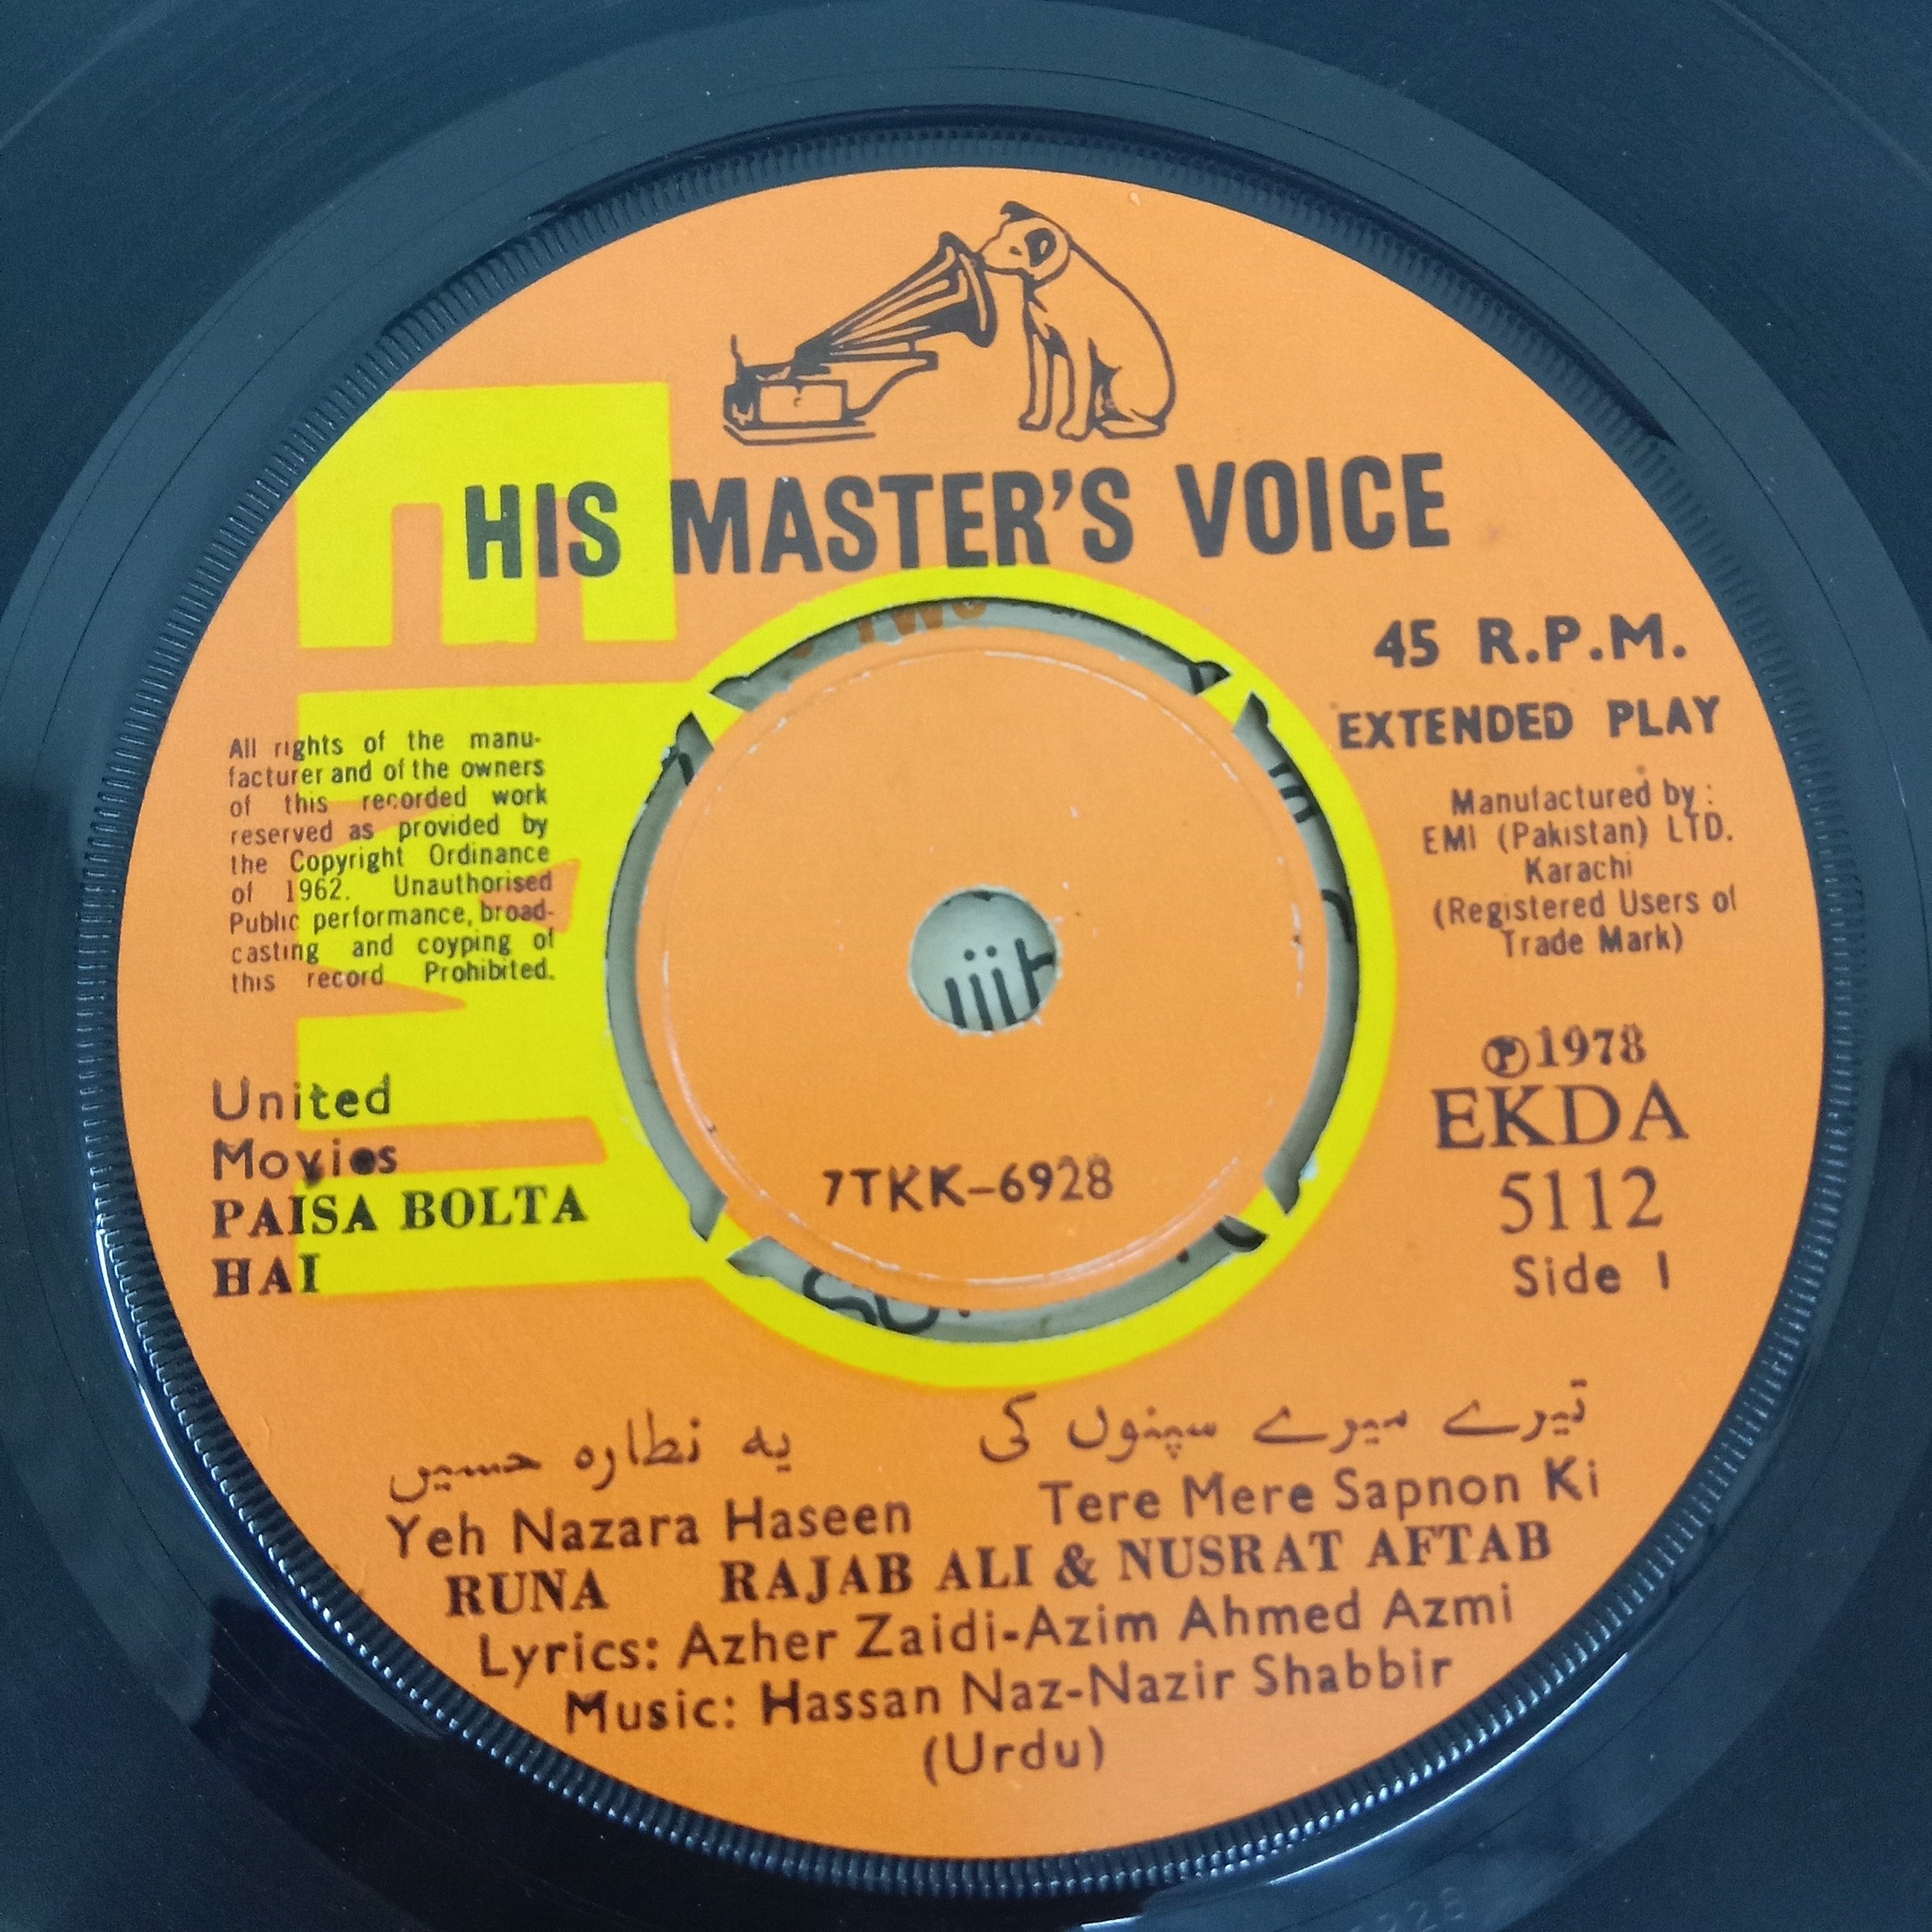 HIS MASTER'S VOICE
45 R.P.M.
EXTENDED PLAY
All rights of the manu-
facturer and of the owners
of this recorded work
reserved as provided by
the Copyright Ordinance
of 1962. Unauthorised
Public performance, broad-
casting and coyping of
this record Prohibited.
Manufactured by :
EMI (Pakistan) LTD.
Karachi
(Registered Users of
Trade Mark)
United
Movies
PAISA BOLTA
HAI
7TKK-6928
℗1978
EKDA
5112
Side 1
تیرے میرے سپنوں کی
یہ نظارہ حسیں
Yeh Nazara Haseen
Tere Mere Sapnon Ki
RUNA
RAJAB ALI & NUSRAT AFTAB
Lyrics: Azher Zaidi-Azim Ahmed Azmi
Music: Hassan Naz-Nazir Shabbir
(Urdu)